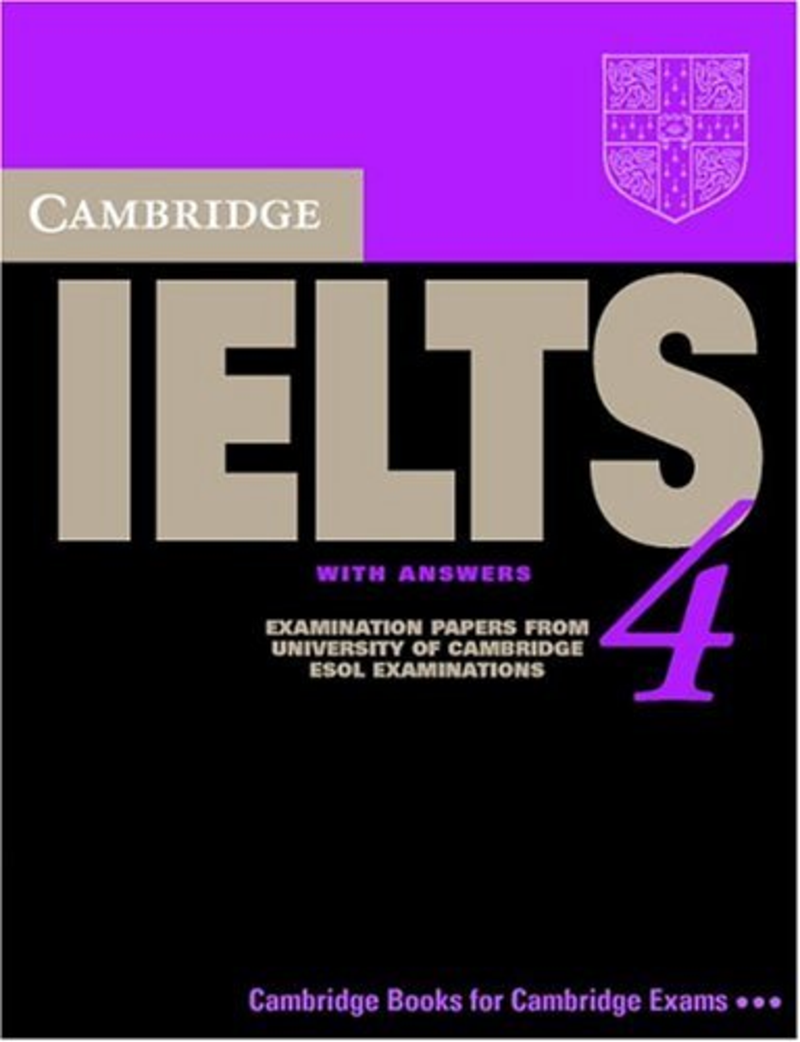 CAMBRIDGE
IELTS
4
WITH ANSWERS
EXAMINATION PAPERS FROM
UNIVERSITY OF CAMBRIDGE
ESOL EXAMINATIONS
Cambridge Books for Cambridge Exams •••